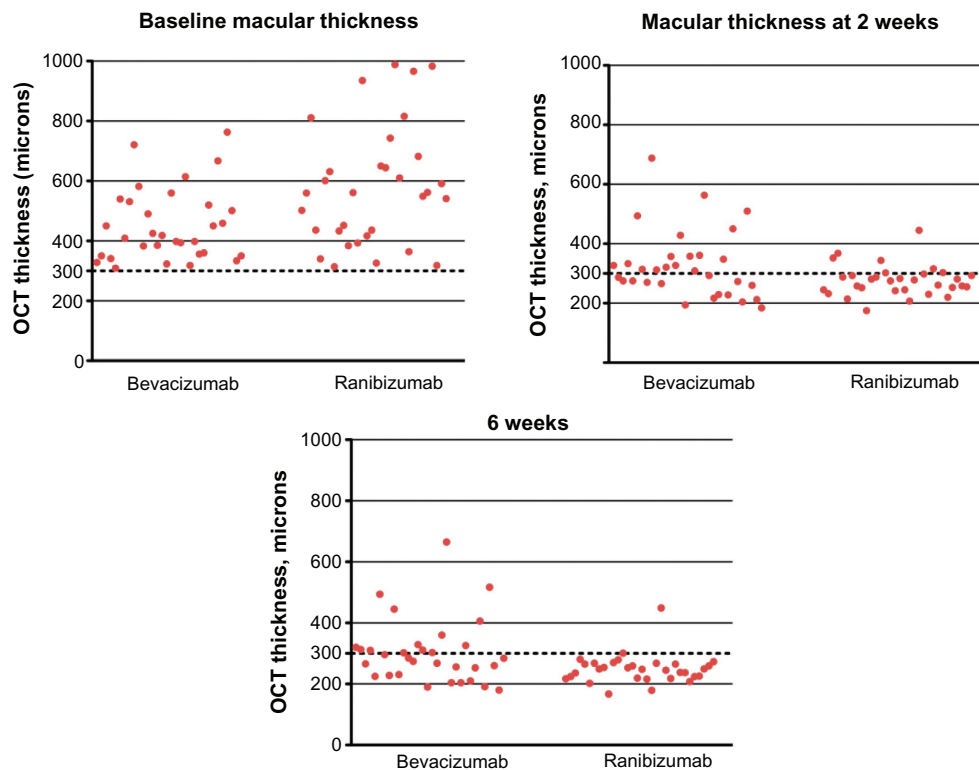 Baseline macular thickness
OCT thickness (microns)
1000
800
600
400
300
200
0
Bevacizumab
Ranibizumab
Macular thickness at 2 weeks
OCT thickness, microns
1000
800
600
400
300
200
Bevacizumab
Ranibizumab
6 weeks
OCT thickness, microns
1000
800
600
400
300
200
0
Bevacizumab
Ranibizumab